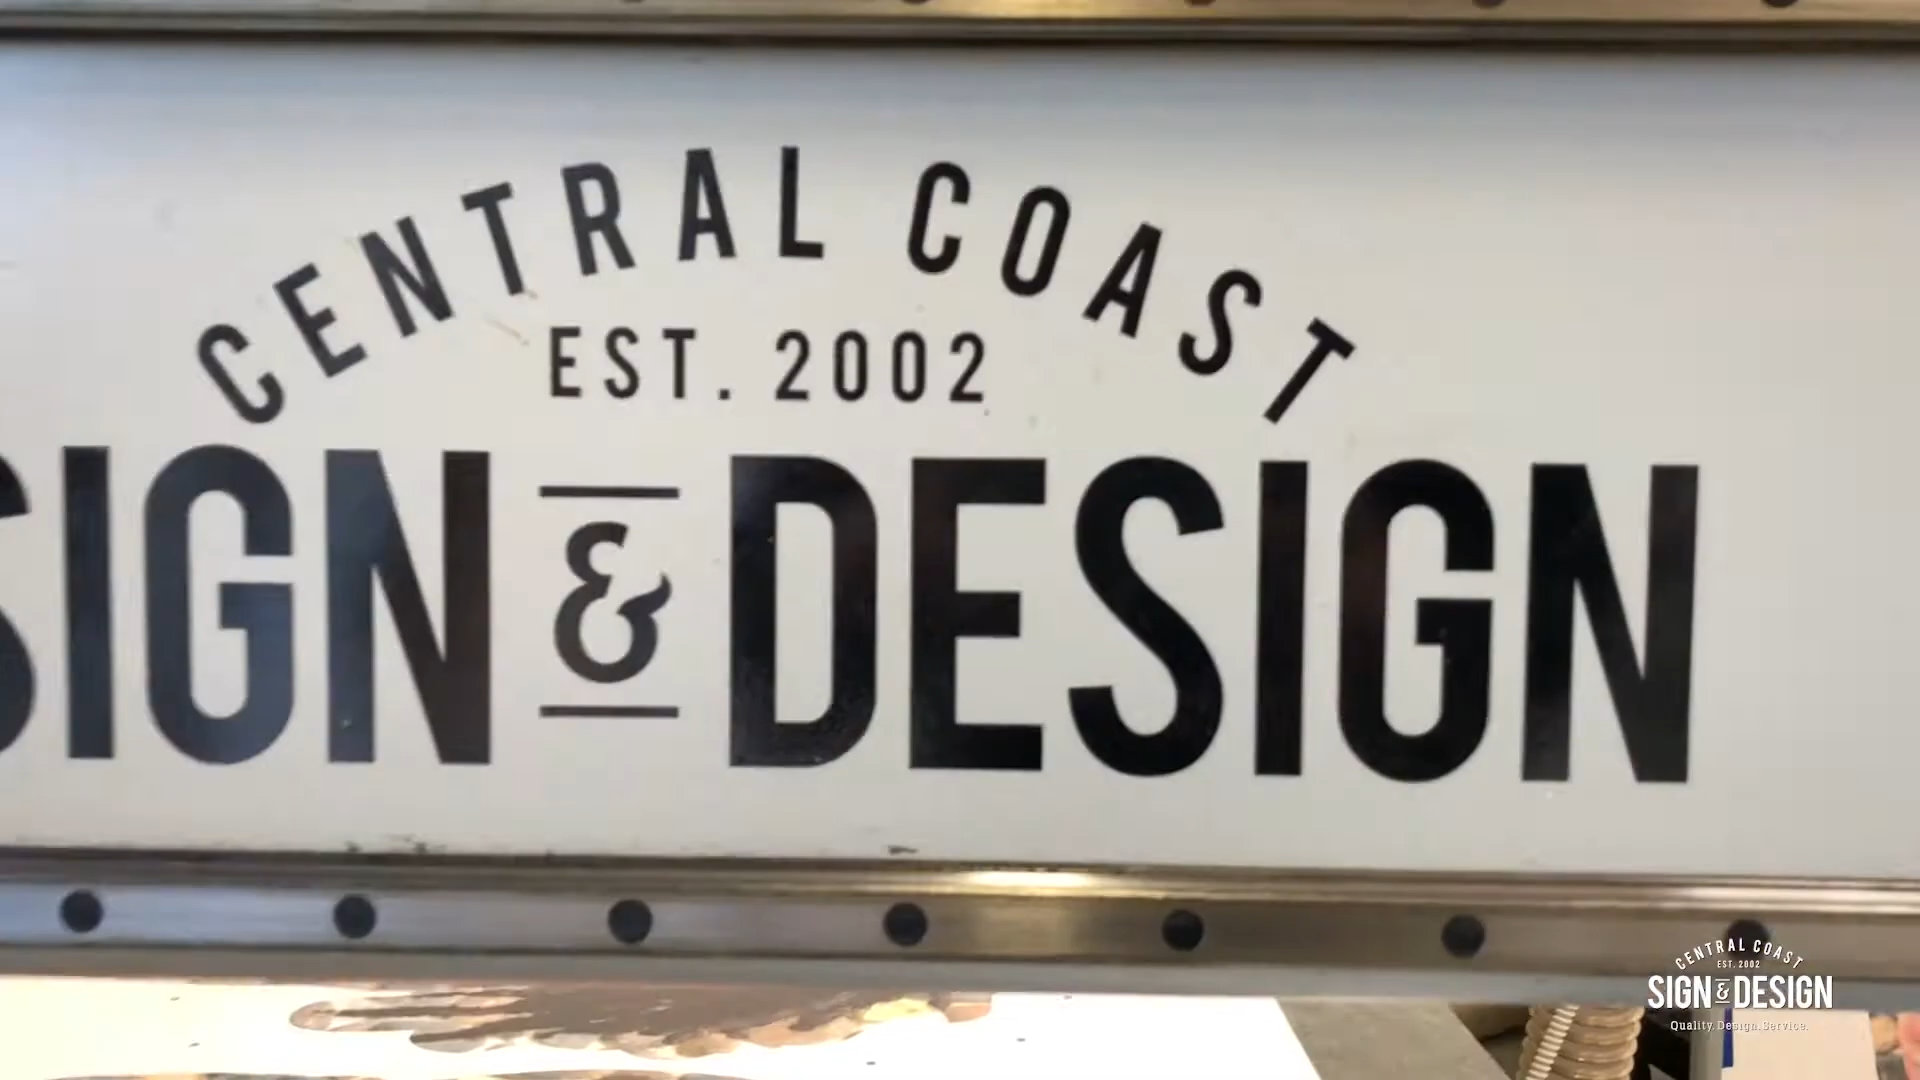 CENTRAL COAST
EST. 2002
SIGN & DESIGN
CENTRAL COAST
EST. 2002
SIGN & DESIGN
Quality. Design. Service.